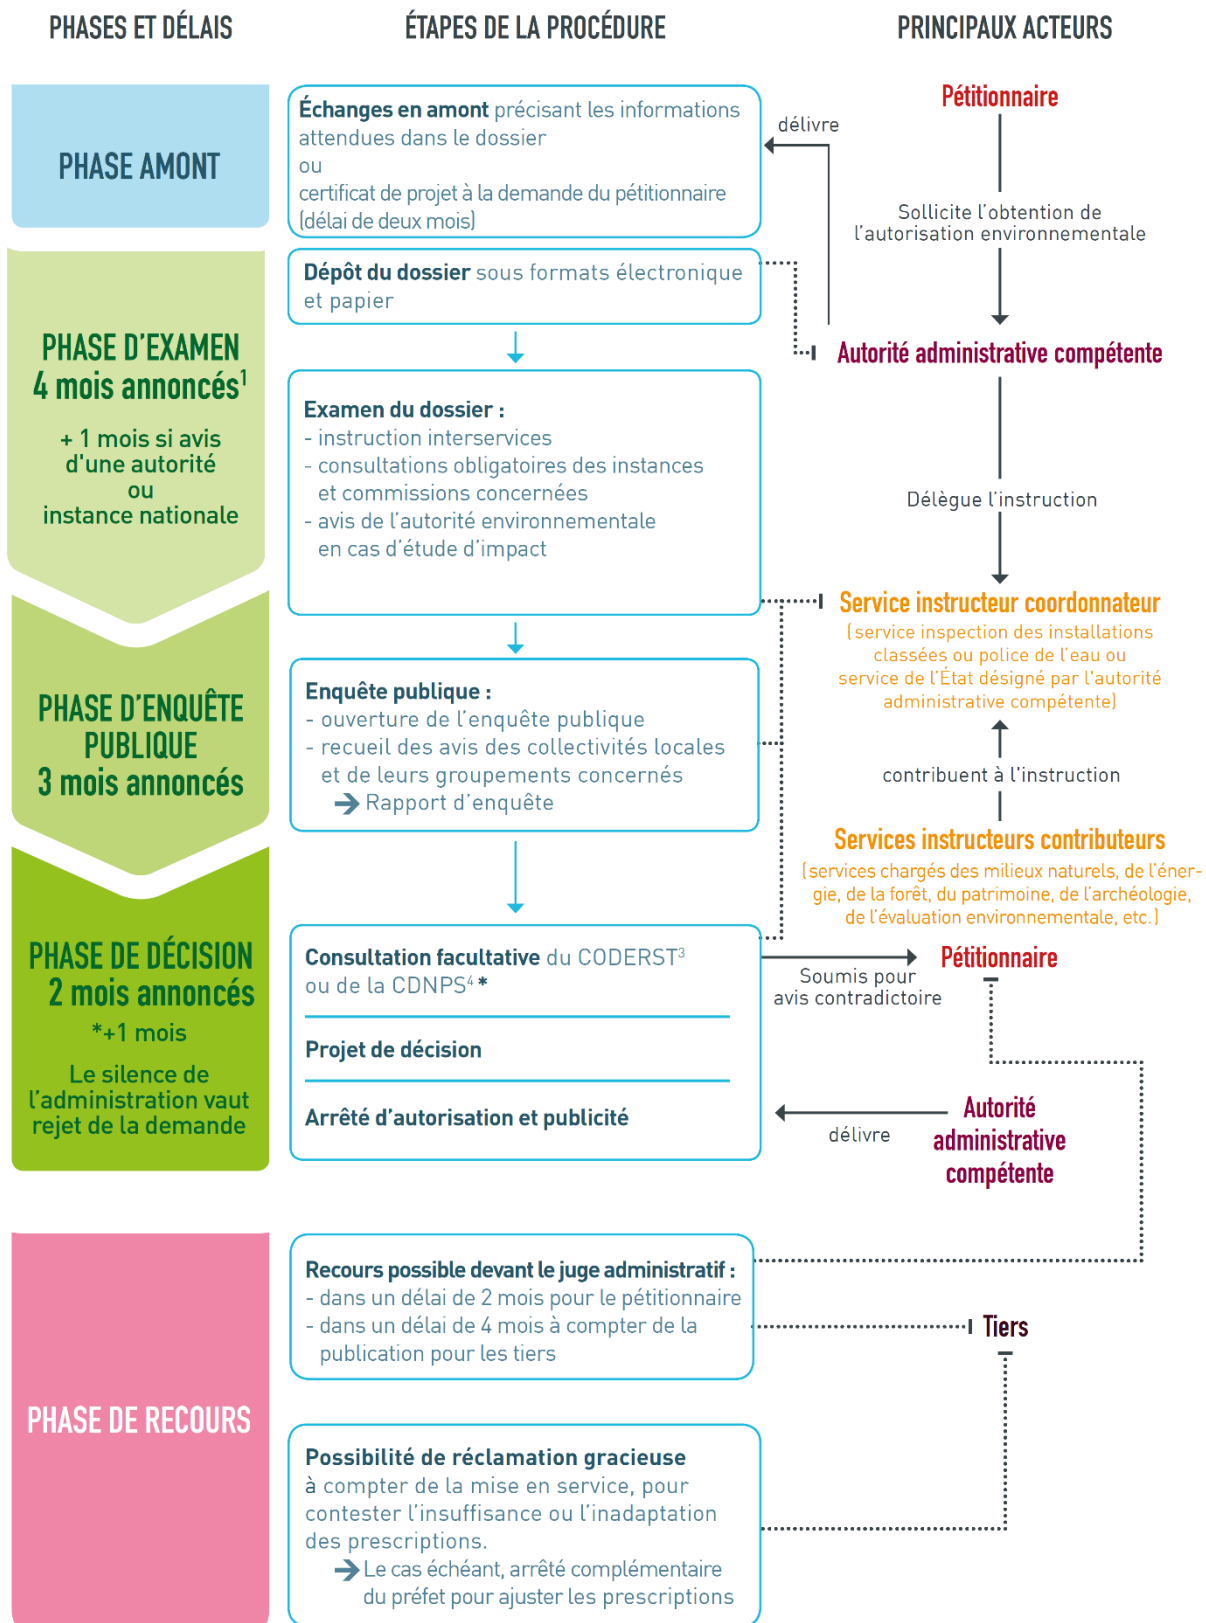 PHASES ET DÉLAIS
ÉTAPES DE LA PROCÉDURE
PRINCIPAUX ACTEURS
PHASE AMONT
Échanges en amont précisant les informations
attendues dans le dossier
ou
certificat de projet à la demande du pétitionnaire
(délai de deux mois)
délivre
Pétitionnaire
Sollicite l'obtention de
l'autorisation environnementale
PHASE D'EXAMEN
4 mois annoncés¹
+ 1 mois si avis
d'une autorité
ou
instance nationale
Dépôt du dossier sous formats électronique
et papier
Autorité administrative compétente
Examen du dossier :
- instruction interservices
- consultations obligatoires des instances
et commissions concernées
- avis de l'autorité environnementale
en cas d'étude d'impact
Délègue l'instruction
Service instructeur coordonnateur
(service inspection des installations
classées ou police de l'eau ou
service de l'État désigné par l'autorité
administrative compétente)
PHASE D'ENQUÊTE
PUBLIQUE
3 mois annoncés
Enquête publique :
- ouverture de l'enquête publique
- recueil des avis des collectivités locales
et de leurs groupements concernés
➔ Rapport d'enquête
contribuent à l'instruction
Services instructeurs contributeurs
(services chargés des milieux naturels, de l'éner-
gie, de la forêt, du patrimoine, de l'archéologie,
de l'évaluation environnementale, etc.)
PHASE DE DÉCISION
2 mois annoncés
*+1 mois
Le silence de
l'administration vaut
rejet de la demande
Consultation facultative du CODERST³
ou de la CDNPS⁴ *
Projet de décision
Arrêté d'autorisation et publicité
Soumis pour
avis contradictoire
Pétitionnaire
délivre
Autorité
administrative
compétente
PHASE DE RECOURS
Recours possible devant le juge administratif :
- dans un délai de 2 mois pour le pétitionnaire
- dans un délai de 4 mois à compter de la
publication pour les tiers
Tiers
Possibilité de réclamation gracieuse
à compter de la mise en service, pour
contester l'insuffisance ou l'inadaptation
des prescriptions.
➔ Le cas échéant, arrêté complémentaire
du préfet pour ajuster les prescriptions